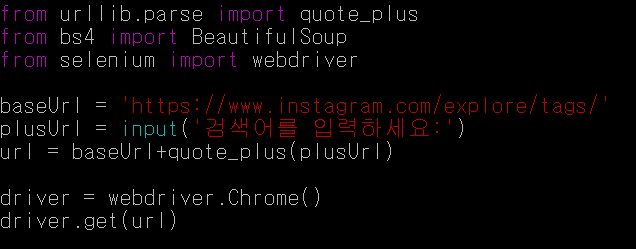 from urllib.parse import quote_plus
from bs4 import BeautifulSoup
from selenium import webdriver
baseUrl = 'https://www.instagram.com/explore/tags/'
plusUrl = input('검색어를 입력하세요:')
url = baseUrl+quote_plus(plusUrl)
driver = webdriver.Chrome()
driver.get(url)